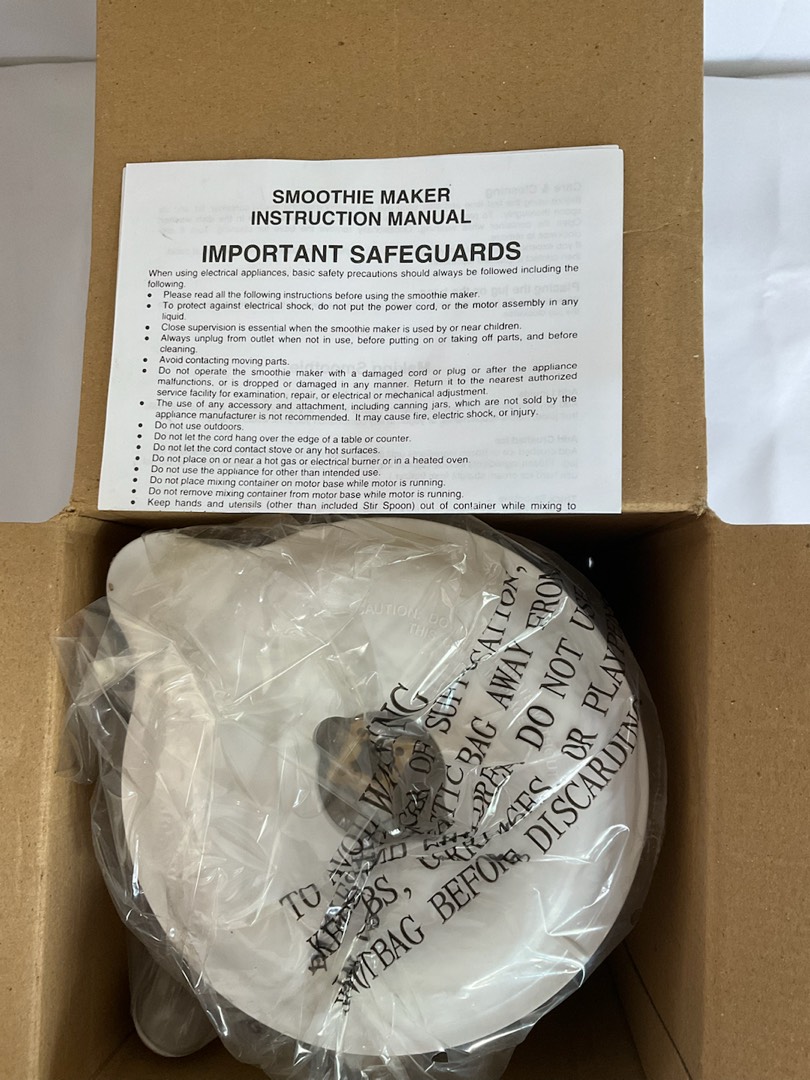 SMOOTHIE MAKER
INSTRUCTION MANUAL
IMPORTANT SAFEGUARDS
When using electrical appliances, basic safety precautions should always be followed including the
following.
• Please read all the following instructions before using the smoothie maker.
• To protect against electrical shock, do not put the power cord, or the motor assembly in any
liquid.
• Close supervision is essential when the smoothie maker is used by or near children.
• Always unplug from outlet when not in use, before putting on or taking off parts, and before
cleaning.
• Avoid contacting moving parts.
• Do not operate the smoothie maker with a damaged cord or plug or after the appliance
malfunctions, or is dropped or damaged in any manner. Return it to the nearest authorized
service facility for examination, repair, or electrical or mechanical adjustment.
• The use of any accessory and attachment, including canning jars, which are not sold by the
appliance manufacturer is not recommended. It may cause fire, electric shock, or injury.
• Do not use outdoors.
• Do not let the cord hang over the edge of a table or counter.
• Do not let the cord contact stove or any hot surfaces.
• Do not place on or near a hot gas or electrical burner or in a heated oven.
• Do not use the appliance for other than intended use.
• Do not place mixing container on motor base while motor is running.
• Do not remove mixing container from motor base while motor is running.
• Keep hands and utensils (other than included Stir Spoon) out of container while mixing to
WARNING
TO AVOID OF
BAG AWAY FROM
DO NOT USE
OR
BAG BEFORE DISCARDING